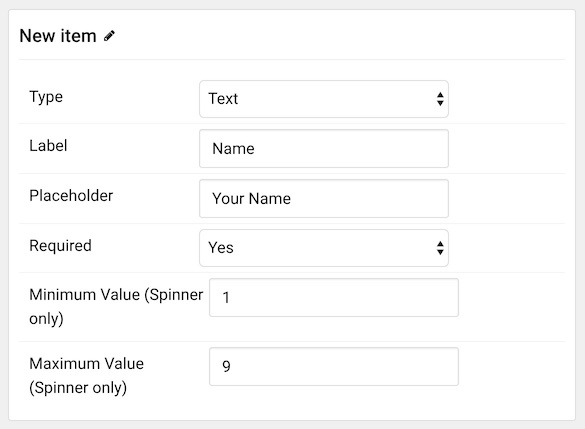 New item
Type
Text
Label
Name
Placeholder
Your Name
Required
Yes
Minimum Value (Spinner
only)
1
Maximum Value
(Spinner only)
9